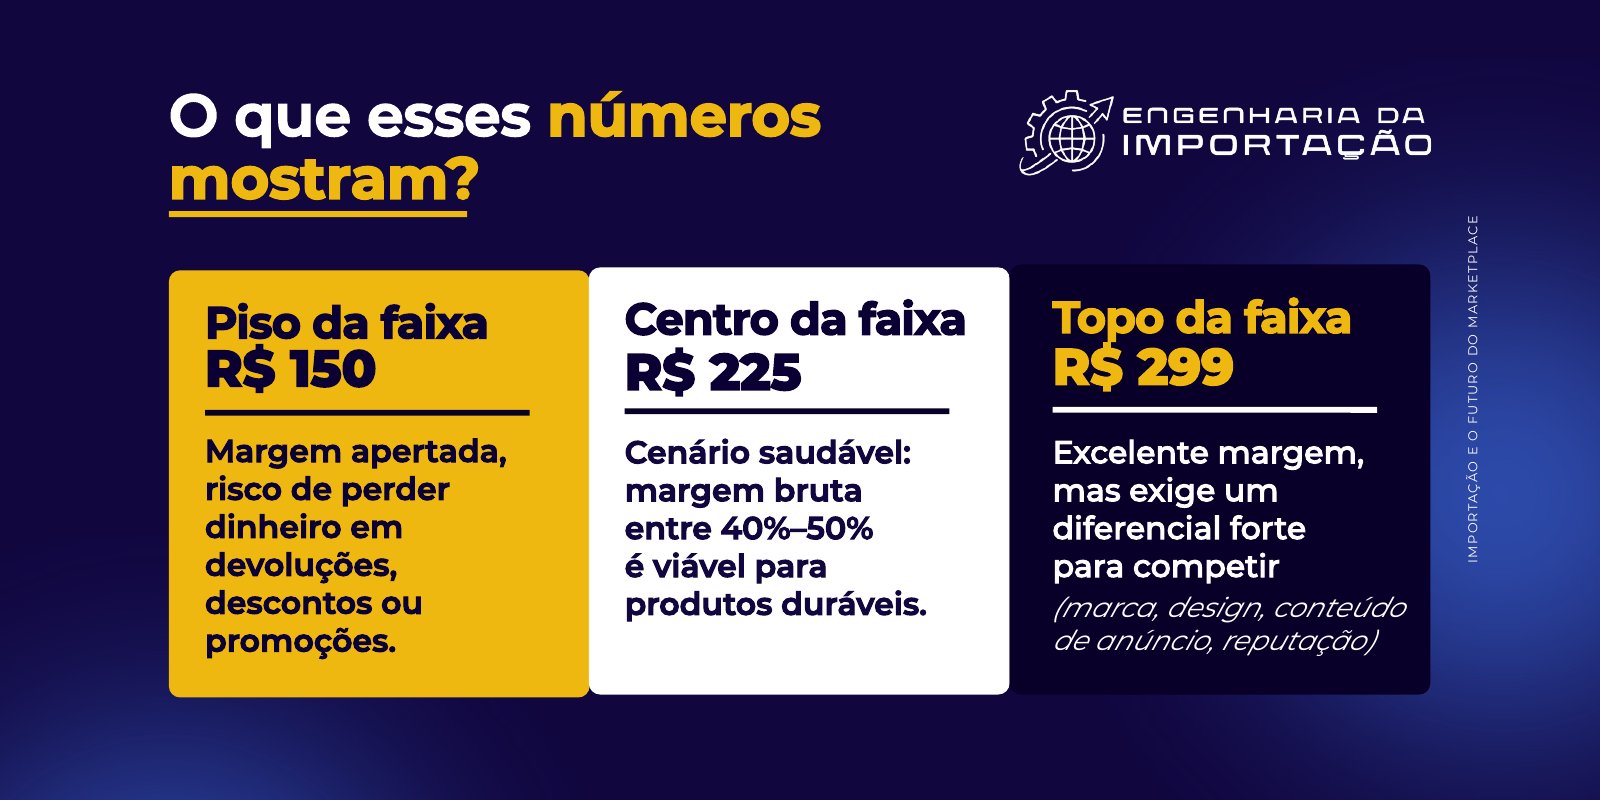 O que esses números
mostram?
ENGENHARIA DA
IMPORTAÇÃO
Piso da faixa
R$ 150
Margem apertada,
risco de perder
dinheiro em
devoluções,
descontos ou
promoções.
Centro da faixa
R$ 225
Cenário saudável:
margem bruta
entre 40%–50%
é viável para
produtos duráveis.
Topo da faixa
R$ 299
Excelente margem,
mas exige um
diferencial forte
para competir
(marca, design, conteúdo
de anúncio, reputação)
IMPORTAÇÃO E O FUTURO DO MARKETPLACE